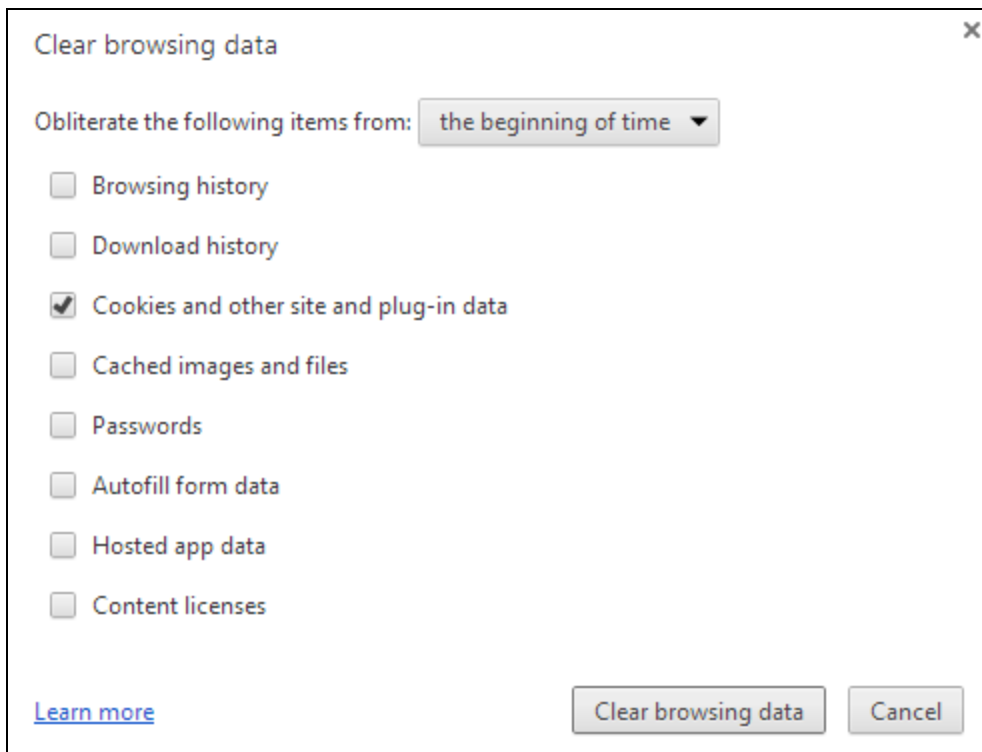 Clear browsing data
Obliterate the following items from: the beginning of time
Browsing history
Download history
Cookies and other site and plug-in data
Cached images and files
Passwords
Autofill form data
Hosted app data
Content licenses
Learn more Clear browsing data Cancel